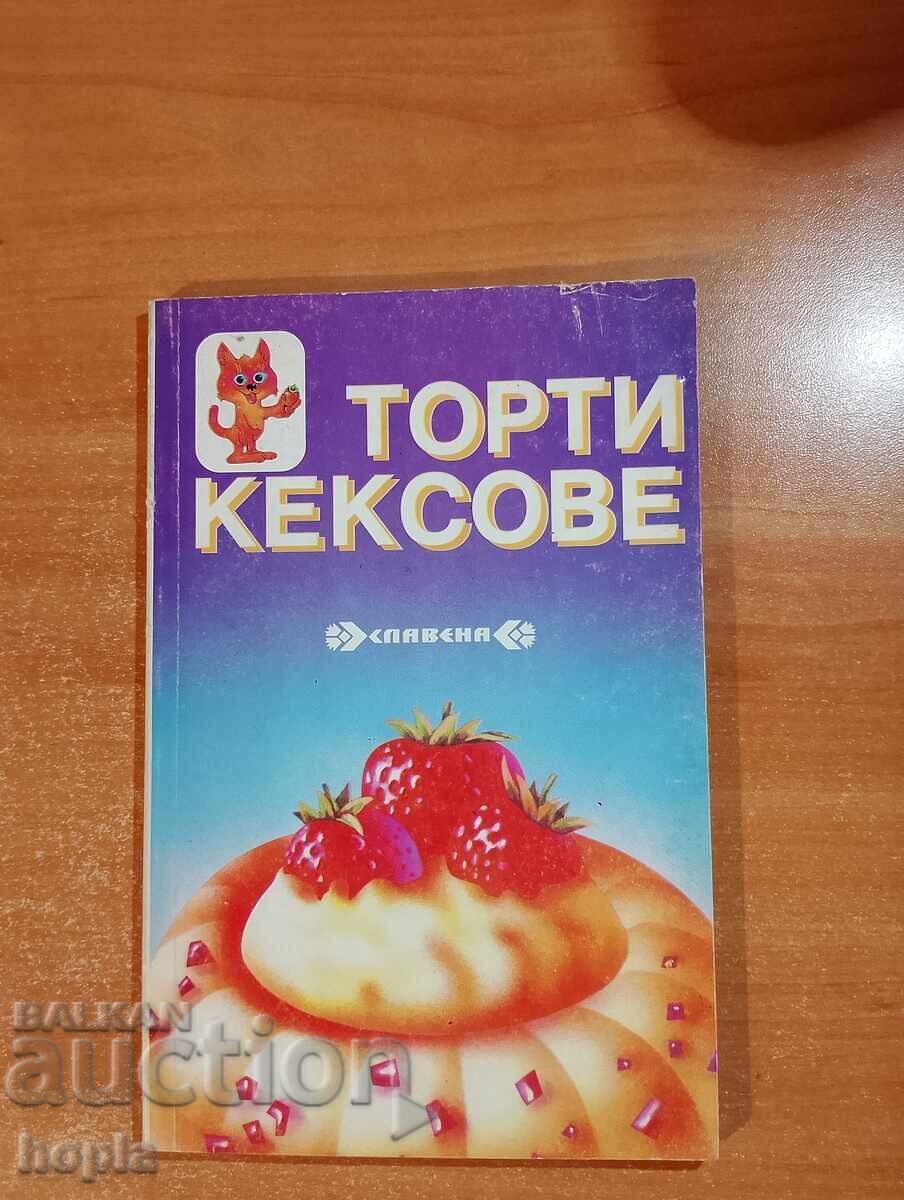 ТОРТИ
КЕКСОВЕ
СЛАВЕНА
BALKAN
auction
hopla